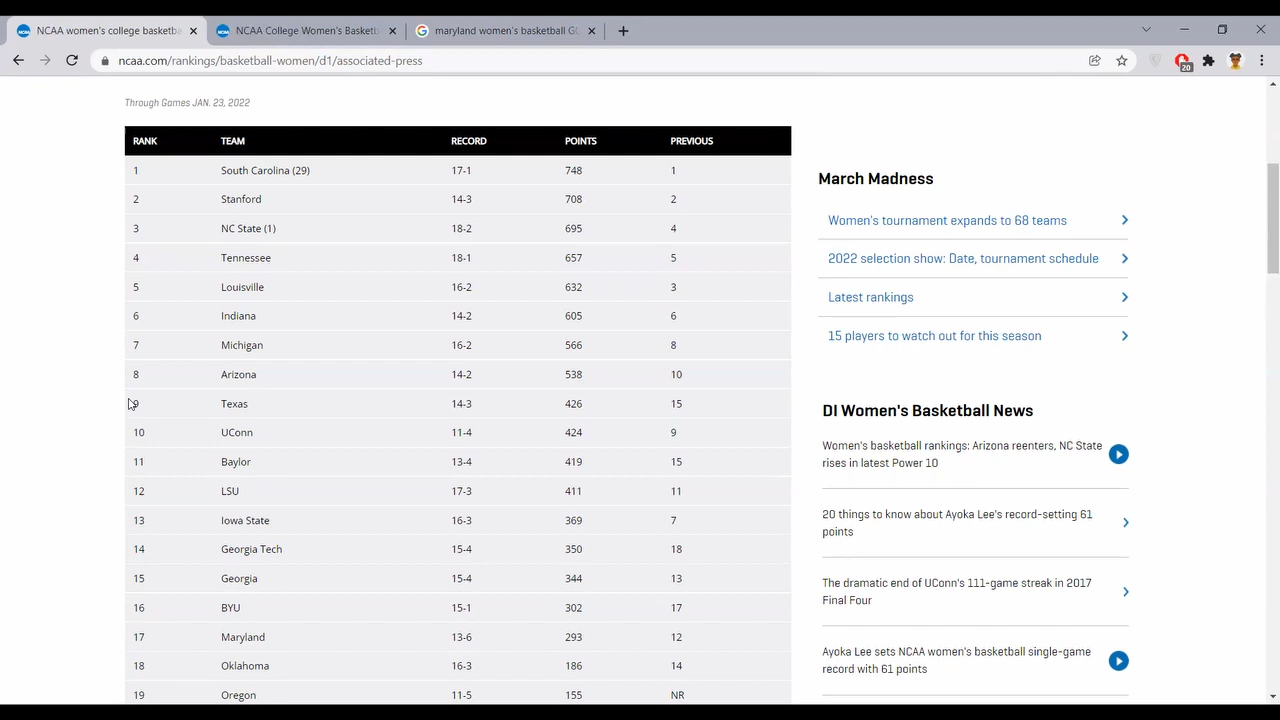 NCAA women's college basketba
NCAA College Women's Basketb
maryland women's basketball GO
ncaa.com/rankings/basketball-women/d1/associated-press
20
Through Games JAN. 23, 2022
RANK TEAM RECORD POINTS PREVIOUS
1 South Carolina (29) 17-1 748 1
2 Stanford 14-3 708 2
3 NC State (1) 18-2 695 4
4 Tennessee 18-1 657 5
5 Louisville 16-2 632 3
6 Indiana 14-2 605 6
7 Michigan 16-2 566 8
8 Arizona 14-2 538 10
9 Texas 14-3 426 15
10 UConn 11-4 424 9
11 Baylor 13-4 419 15
12 LSU 17-3 411 11
13 Iowa State 16-3 369 7
14 Georgia Tech 15-4 350 18
15 Georgia 15-4 344 13
16 BYU 15-1 302 17
17 Maryland 13-6 293 12
18 Oklahoma 16-3 186 14
19 Oregon 11-5 155 NR
March Madness
Women's tournament expands to 68 teams
2022 selection show: Date, tournament schedule
Latest rankings
15 players to watch out for this season
DI Women's Basketball News
Women's basketball rankings: Arizona reenters, NC State
rises in latest Power 10
20 things to know about Ayoka Lee's record-setting 61
points
The dramatic end of UConn's 111-game streak in 2017
Final Four
Ayoka Lee sets NCAA women's basketball single-game
record with 61 points